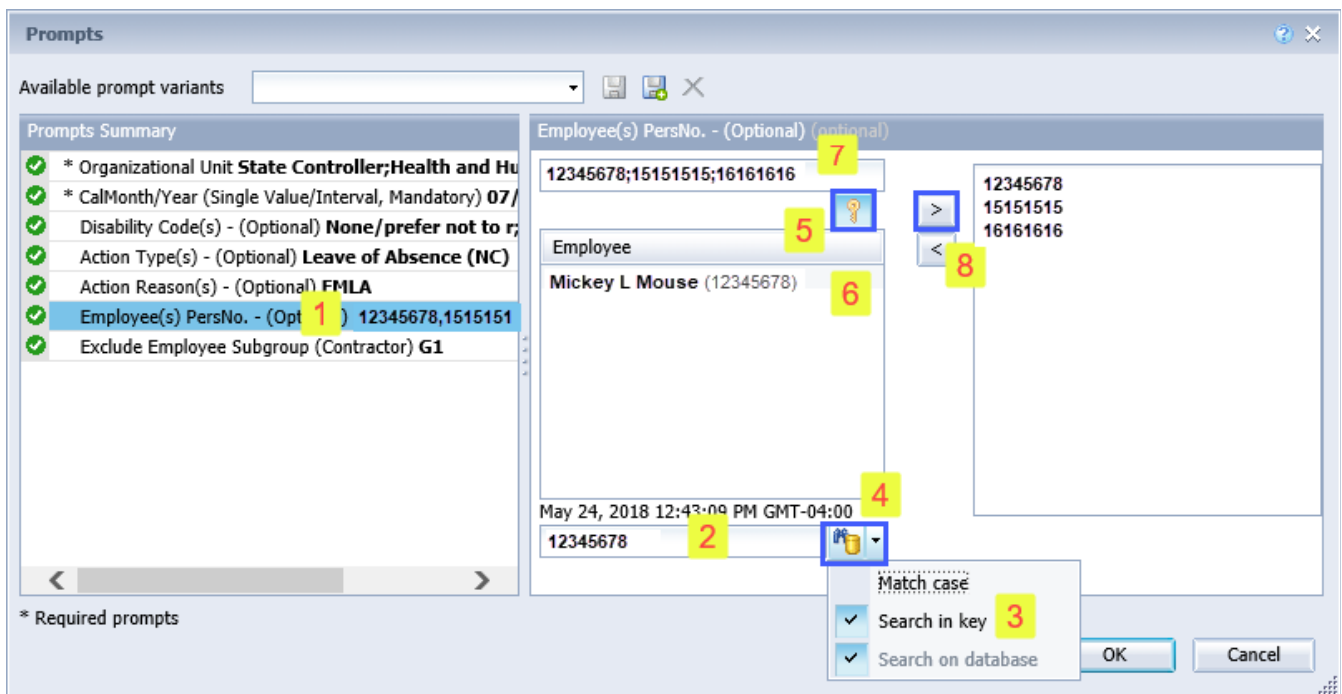 Prompts
Available prompt variants
Prompts Summary
* Organizational Unit State Controller;Health and Hu
* CalMonth/Year (Single Value/Interval, Mandatory) 07/
Disability Code(s) - (Optional) None/prefer not to r;
Action Type(s) - (Optional) Leave of Absence (NC)
Action Reason(s) - (Optional) FMLA
Employee(s) PersNo. - (Opt 1 ) 12345678,1515151
Exclude Employee Subgroup (Contractor) G1
* Required prompts
Employee(s) PersNo. - (Optional) (optional)
7
12345678;15151515;16161616
5
Employee
Mickey L Mouse (12345678)
6
>
<
8
12345678
15151515
16161616
May 24, 2018 12:43:09 PM GMT-04:00
4
12345678
2
Match case
Search in key
3
Search on database
OK
Cancel